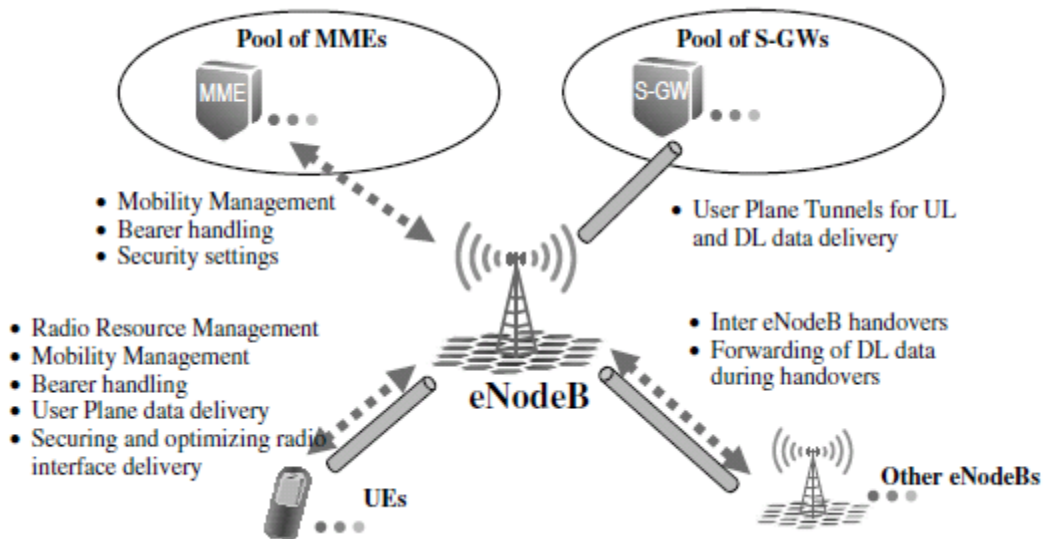 Pool of MMEs
MME
Pool of S-GWs
S-GW
• Mobility Management
• Bearer handling
• Security settings
• User Plane Tunnels for UL
and DL data delivery
• Radio Resource Management
• Mobility Management
• Bearer handling
• User Plane data delivery
• Securing and optimizing radio
interface delivery
• Inter eNodeB handovers
• Forwarding of DL data
during handovers
eNodeB
UEs
Other eNodeBs